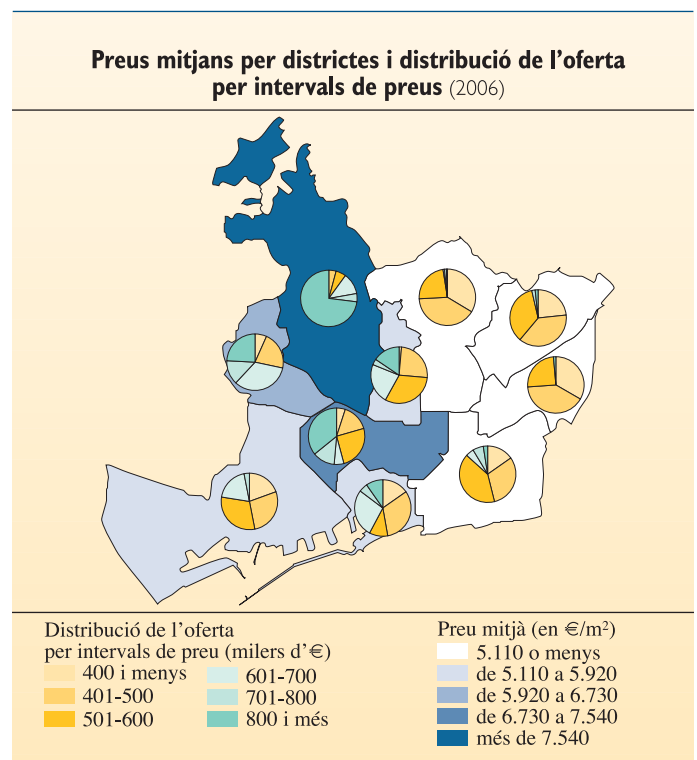 Preus mitjans per districtes i distribució de l’oferta
per intervals de preus (2006)
Distribució de l’oferta
per intervals de preu (milers d’€)
400 i menys
401-500
501-600
601-700
701-800
800 i més
Preu mitjà (en €/m²)
5.110 o menys
de 5.110 a 5.920
de 5.920 a 6.730
de 6.730 a 7.540
més de 7.540